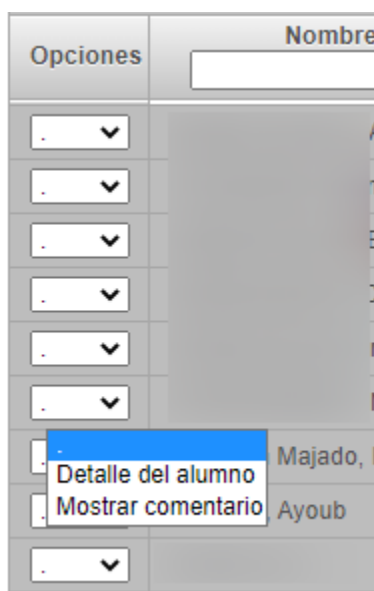 Nombre
Opciones
.
.
.
.
.
.
.
Detalle del alumno
Mostrar comentario
Majado,
, Ayoub
.